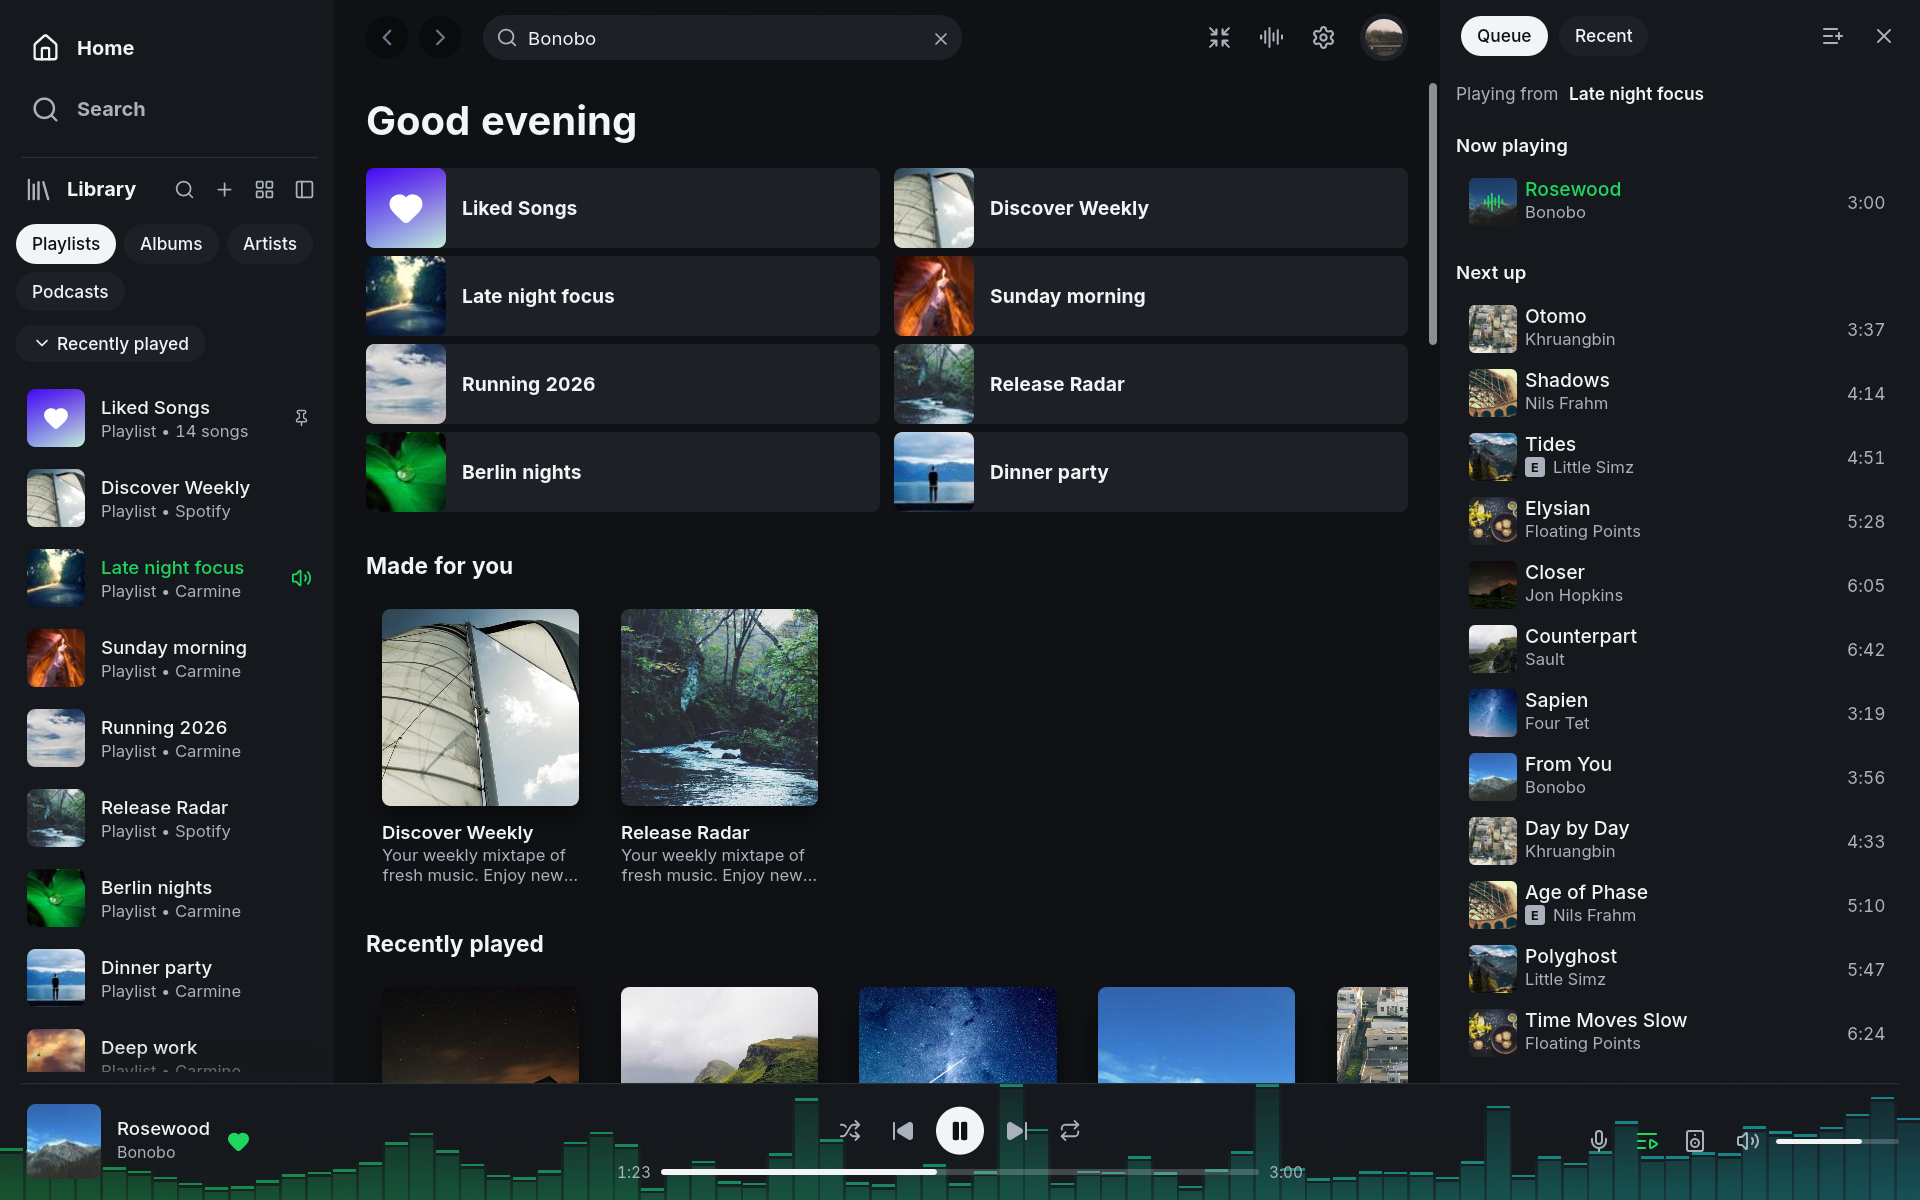 Home
Search
Library
Playlists
Albums
Artists
Podcasts
Recently played
Liked Songs
Playlist • 14 songs
Discover Weekly
Playlist • Spotify
Late night focus
Playlist • Carmine
Sunday morning
Playlist • Carmine
Running 2026
Playlist • Carmine
Release Radar
Playlist • Spotify
Berlin nights
Playlist • Carmine
Dinner party
Playlist • Carmine
Deep work
Playlist • Carmine
Bonobo
Good evening
Liked Songs
Discover Weekly
Late night focus
Sunday morning
Running 2026
Release Radar
Berlin nights
Dinner party
Made for you
Discover Weekly
Your weekly mixtape of
fresh music. Enjoy new...
Release Radar
Your weekly mixtape of
fresh music. Enjoy new...
Recently played
Queue
Recent
Playing from Late night focus
Now playing
Rosewood
Bonobo
3:00
Next up
Otomo
Khruangbin
3:37
Shadows
Nils Frahm
4:14
Tides
E Little Simz
4:51
Elysian
Floating Points
5:28
Closer
Jon Hopkins
6:05
Counterpart
Sault
6:42
Sapien
Four Tet
3:19
From You
Bonobo
3:56
Day by Day
Khruangbin
4:33
Age of Phase
E Nils Frahm
5:10
Polyghost
Little Simz
5:47
Time Moves Slow
Floating Points
6:24
Rosewood
Bonobo
1:23
3:00